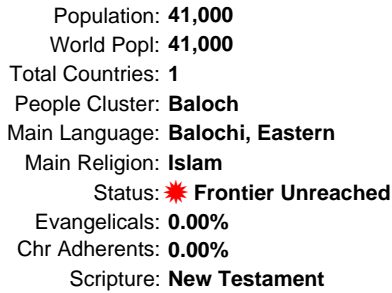 Population: 41,000
World Popl: 41,000
Total Countries: 1
People Cluster: Baloch
Main Language: Balochi, Eastern
Main Religion: Islam
Status: Frontier Unreached
Evangelicals: 0.00%
Chr Adherents: 0.00%
Scripture: New Testament